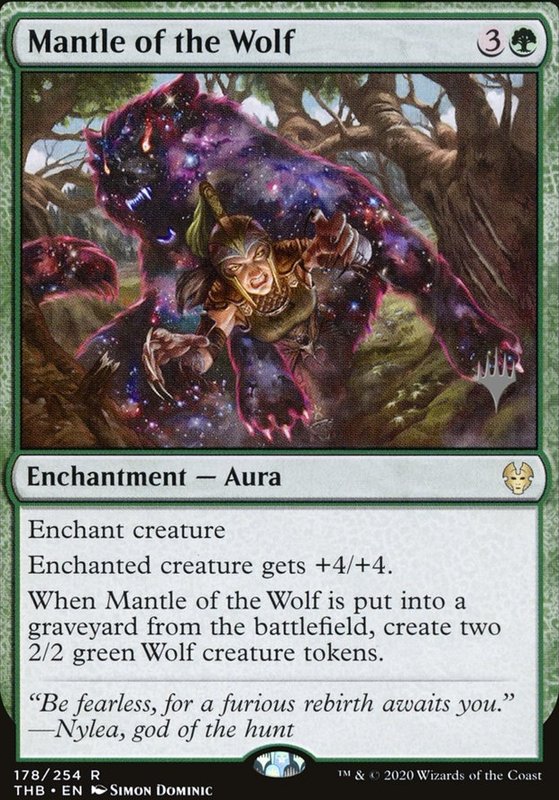 Mantle of the Wolf 3
Enchantment — Aura
Enchant creature
Enchanted creature gets +4/+4.
When Mantle of the Wolf is put into a
graveyard from the battlefield, create two
2/2 green Wolf creature tokens.
“Be fearless, for a furious rebirth awaits you.”
—Nylea, god of the hunt
178/254 R
THB • EN Simon Dominic
™ & © 2020 Wizards of the Coast